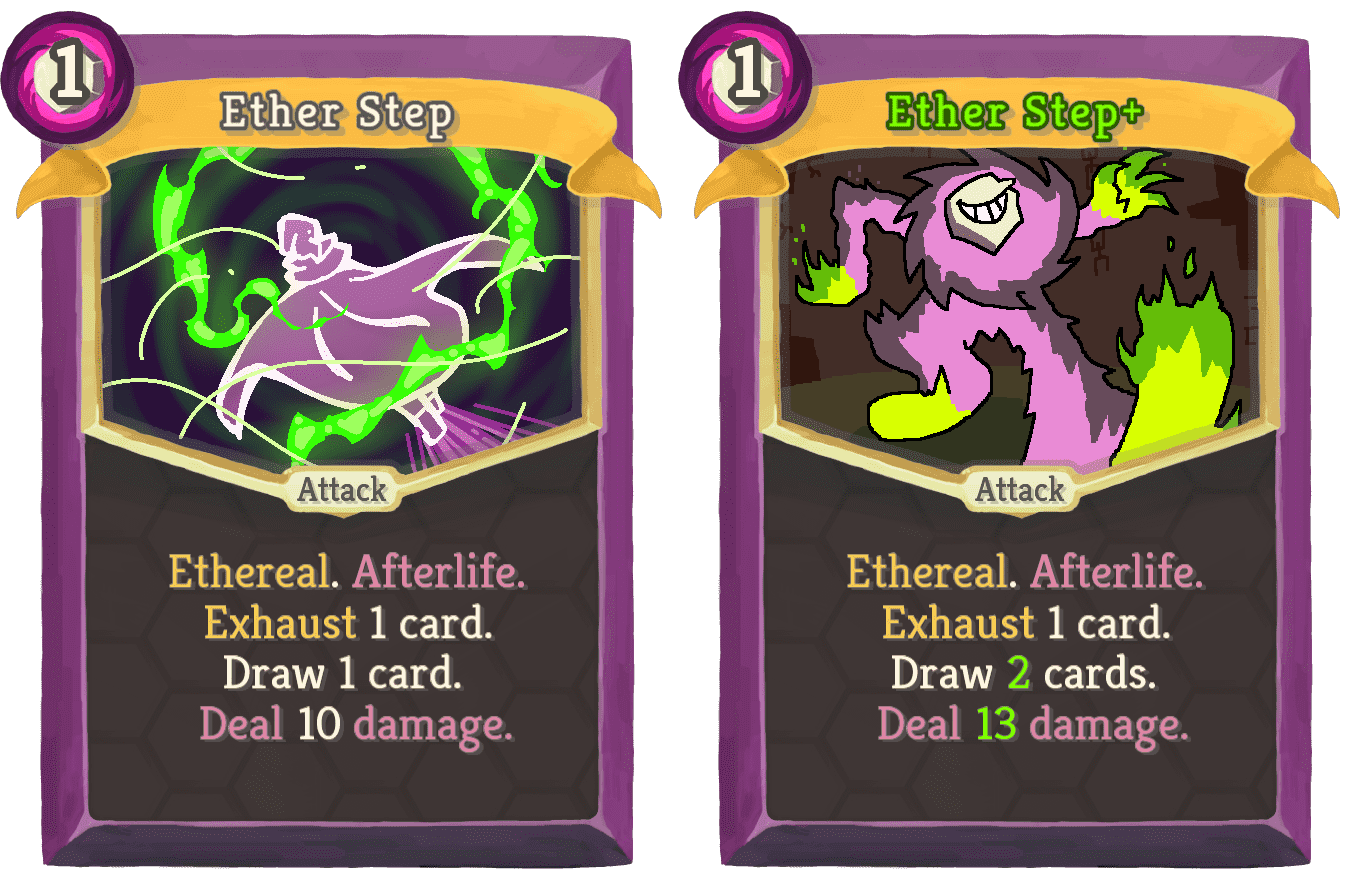 1
Ether Step
Attack
Ethereal. Afterlife.
Exhaust 1 card.
Draw 1 card.
Deal 10 damage.
1
Ether Step+
Attack
Ethereal. Afterlife.
Exhaust 1 card.
Draw 2 cards.
Deal 13 damage.